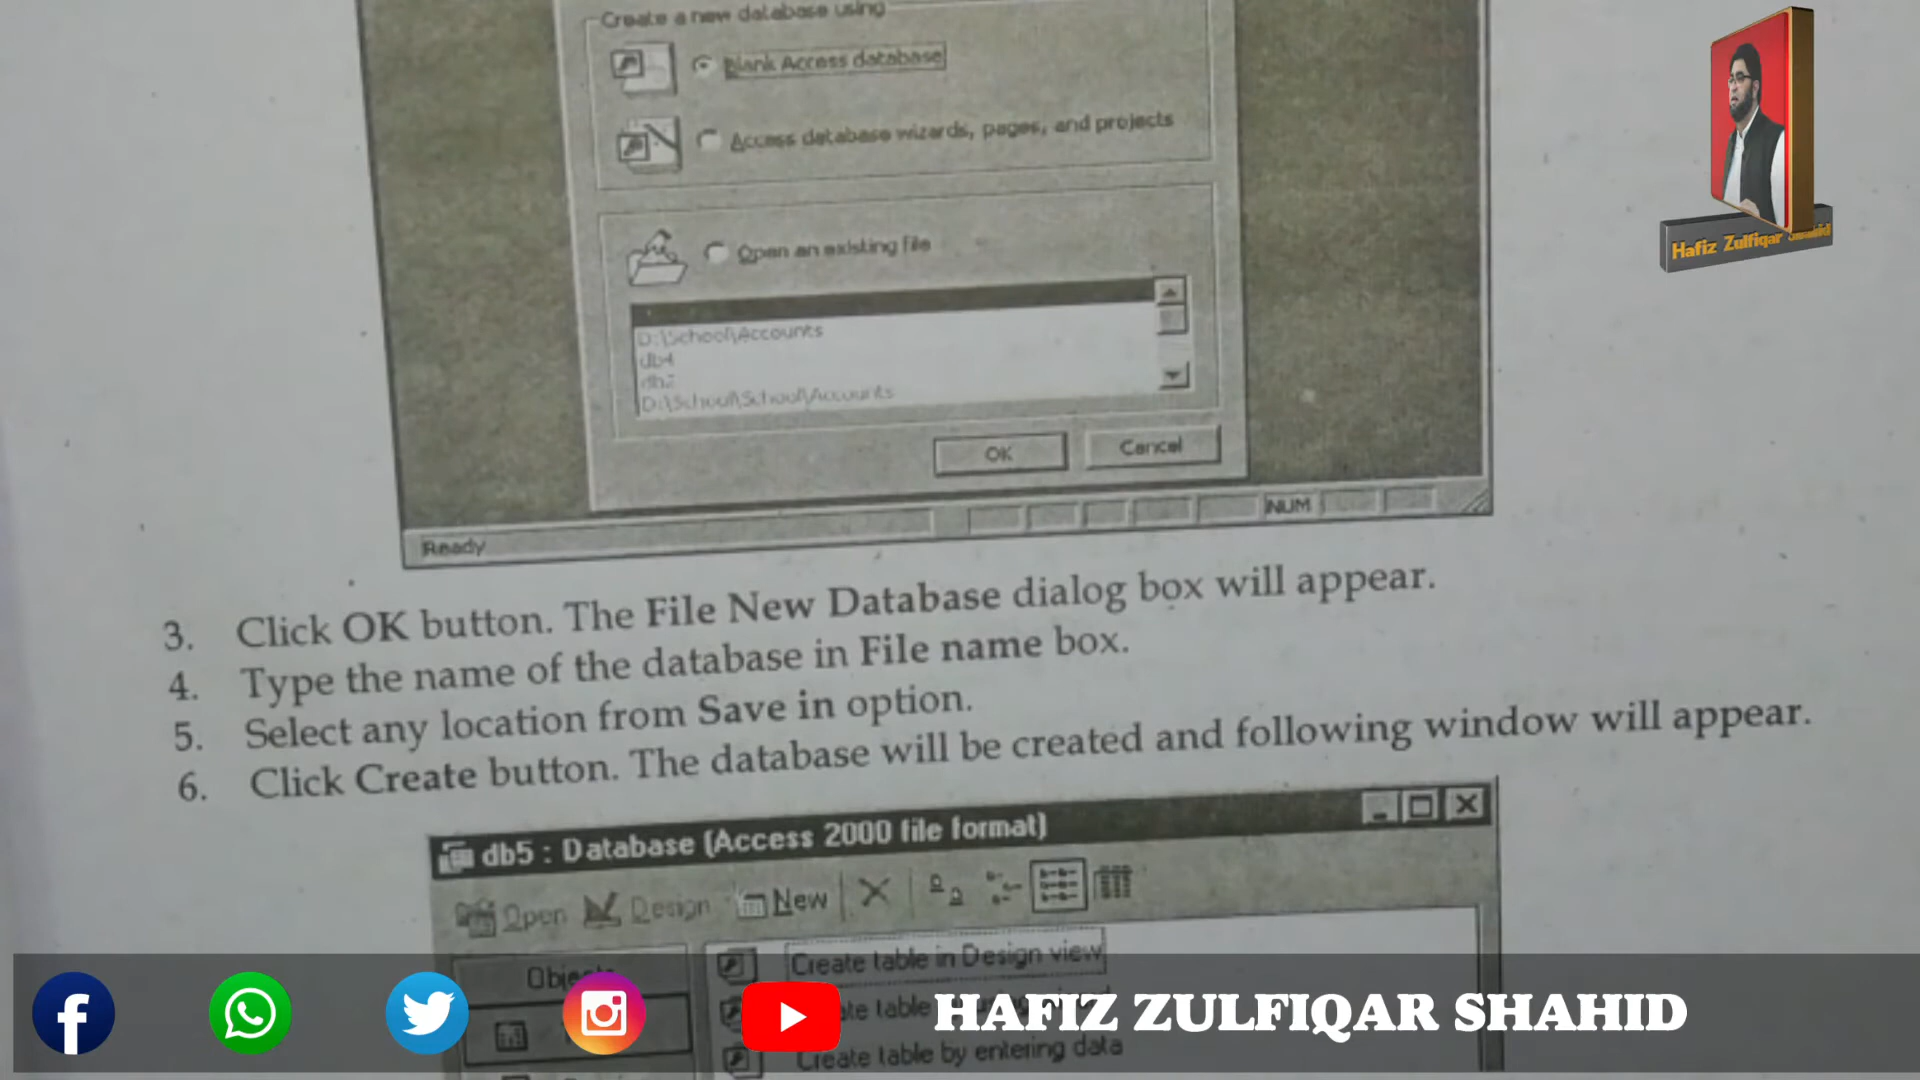 Create a new database using
Blank Access database
Access database wizards, pages, and projects
Open an existing file
D:\School\Accounts
db4
D:\School\School\Accounts
OK Cancel
Ready NUM
3. Click OK button. The File New Database dialog box will appear.
4. Type the name of the database in File name box.
5. Select any location from Save in option.
6. Click Create button. The database will be created and following window will appear.
db5 : Database (Access 2000 file format)
Open Design New
Create table in Design view
Create table by entering data
Hafiz Zulfiqar Shahid
HAFIZ ZULFIQAR SHAHID